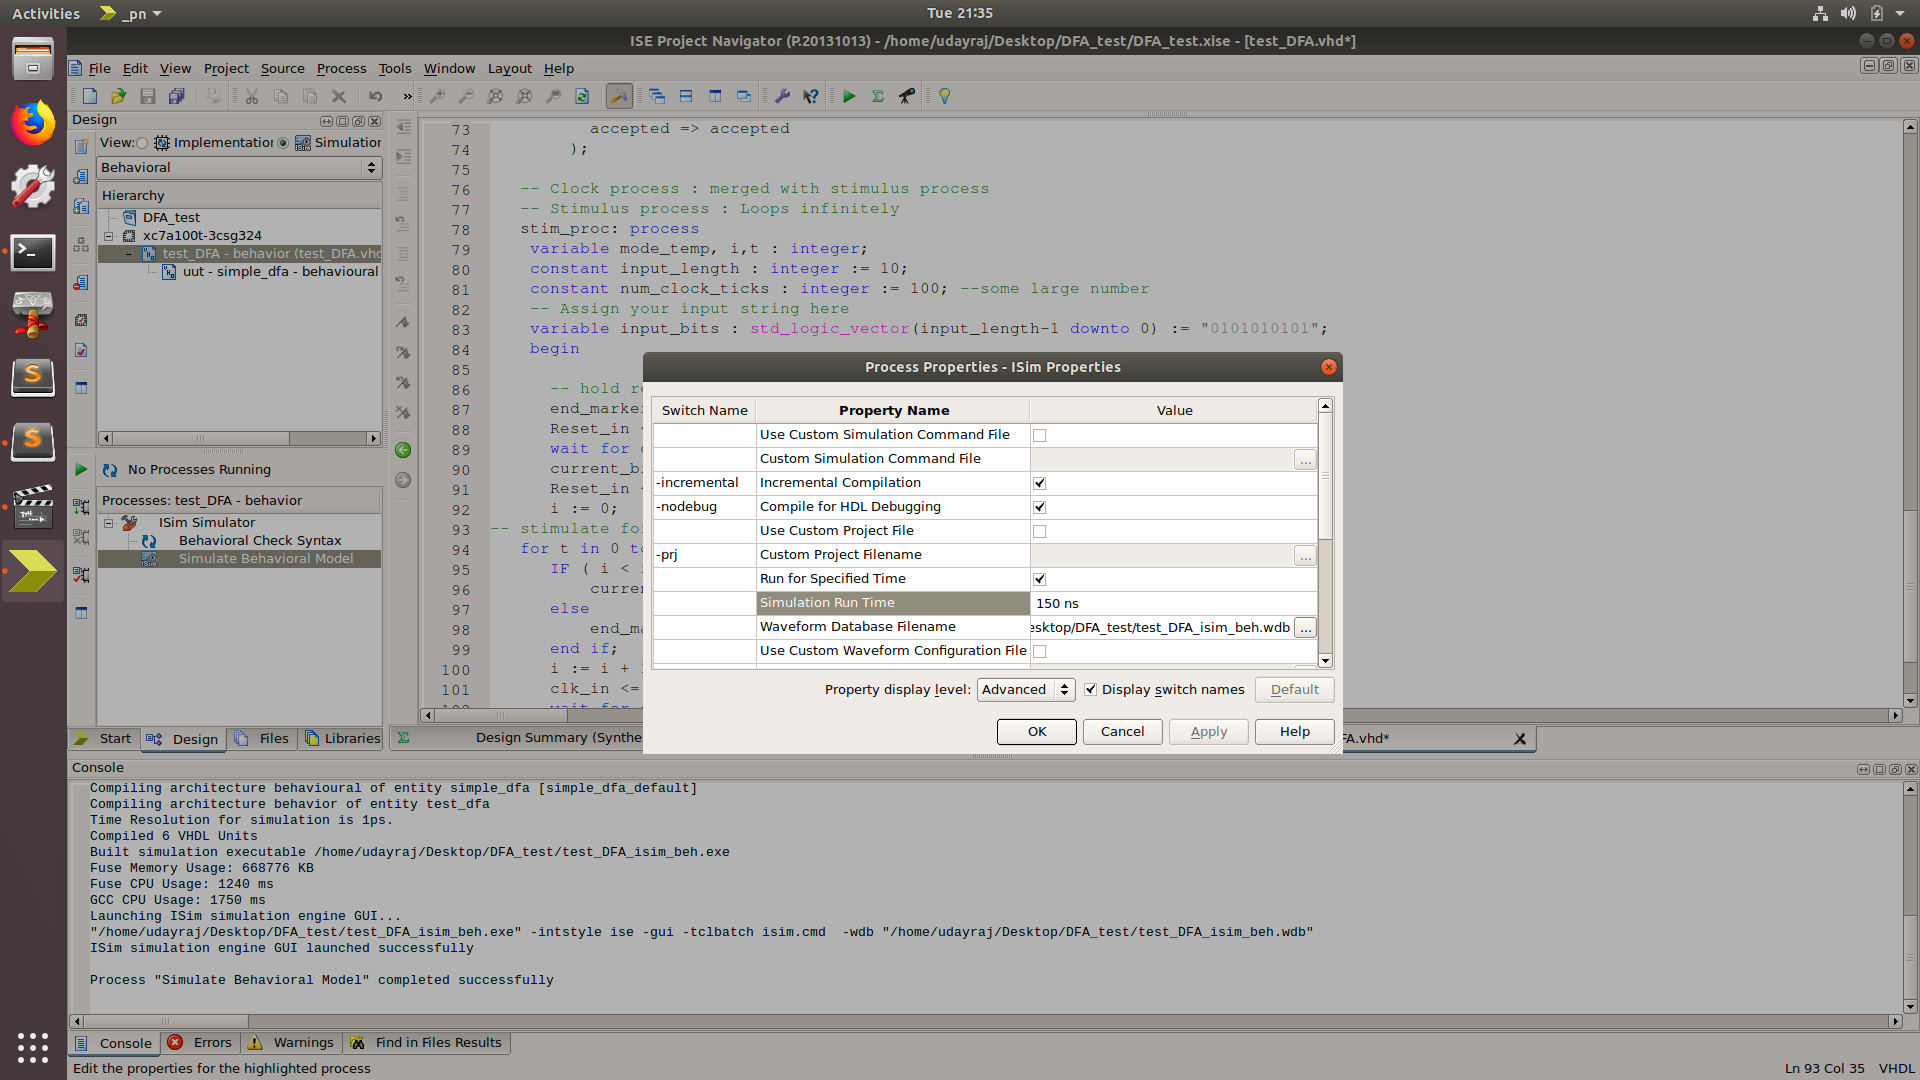 Activities
_pn
Tue 21:35
ISE Project Navigator (P.20131013) - /home/udayraj/Desktop/DFA_test/DFA_test.xise - [test_DFA.vhd*]
File Edit View Project Source Process Tools Window Layout Help
Design
View: Implementation Simulation
Behavioral
Hierarchy
DFA_test
xc7a100t-3csg324
test_DFA - behavior (test_DFA.vhd
uut - simple_dfa - behavioural
No Processes Running
Processes: test_DFA - behavior
ISim Simulator
Behavioral Check Syntax
Simulate Behavioral Model
Start Design Files Libraries
73 accepted => accepted
74 );
75
76 -- Clock process : merged with stimulus process
77 -- Stimulus process : Loops infinitely
78 stim_proc: process
79 variable mode_temp, i,t : integer;
80 constant input_length : integer := 10;
81 constant num_clock_ticks : integer := 100; --some large number
82 -- Assign your input string here
83 variable input_bits : std_logic_vector(input_length-1 downto 0) := "0101010101";
84 begin
85
86 -- hold re
87 end_marker
88 Reset_in <
89 wait for
90 current_b
91 Reset_in <
92 i := 0;
93 -- stimulate fo
94 for t in 0 to
95 IF ( i <
96 curren
97 else
98 end_ma
99 end if;
100 i := i +
101 clk_in <=
102 wait for
Design Summary (Synthe
FA.vhd*
Process Properties - ISim Properties
Switch Name Property Name Value
Use Custom Simulation Command File
Custom Simulation Command File ...
-incremental Incremental Compilation
-nodebug Compile for HDL Debugging
Use Custom Project File
-prj Custom Project Filename ...
Run for Specified Time
Simulation Run Time 150 ns
Waveform Database Filename esktop/DFA_test/test_DFA_isim_beh.wdb ...
Use Custom Waveform Configuration File
Property display level: Advanced Display switch names Default
OK Cancel Apply Help
Console
Compiling architecture behavioural of entity simple_dfa [simple_dfa_default]
Compiling architecture behavior of entity test_dfa
Time Resolution for simulation is 1ps.
Compiled 6 VHDL Units
Built simulation executable /home/udayraj/Desktop/DFA_test/test_DFA_isim_beh.exe
Fuse Memory Usage: 668776 KB
Fuse CPU Usage: 1240 ms
GCC CPU Usage: 1750 ms
Launching ISim simulation engine GUI...
"/home/udayraj/Desktop/DFA_test/test_DFA_isim_beh.exe" -intstyle ise -gui -tclbatch isim.cmd -wdb "/home/udayraj/Desktop/DFA_test/test_DFA_isim_beh.wdb"
ISim simulation engine GUI launched successfully
Process "Simulate Behavioral Model" completed successfully
Console Errors Warnings Find in Files Results
Edit the properties for the highlighted process
Ln 93 Col 35 VHDL